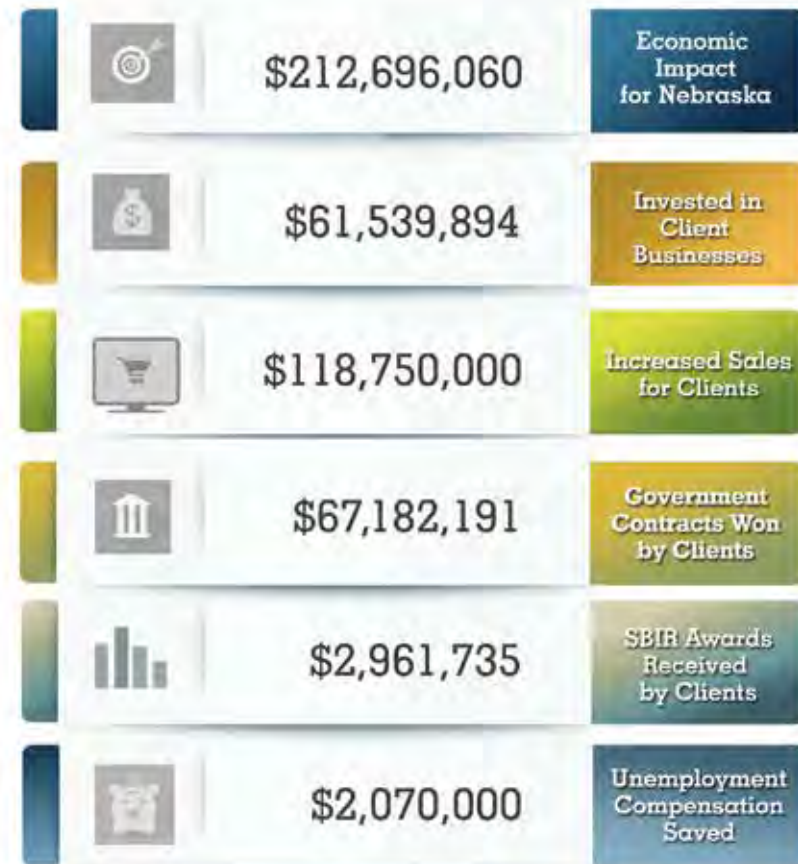 $212,696,060
Economic
Impact
for Nebraska
$61,539,894
Invested in
Client
Businesses
$118,750,000
Increased Sales
for Clients
$67,182,191
Government
Contracts Won
by Clients
$2,961,735
SBIR Awards
Received
by Clients
$2,070,000
Unemployment
Compensation
Saved